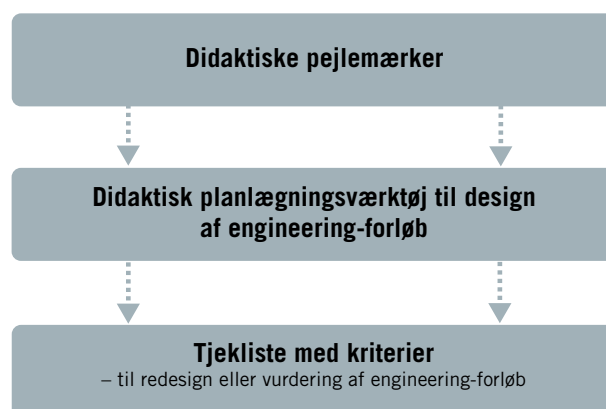 Didaktiske pejlemærker
Didaktisk planlægningsværktøj til design
af engineering-forløb
Tjekliste med kriterier
– til redesign eller vurdering af engineering-forløb